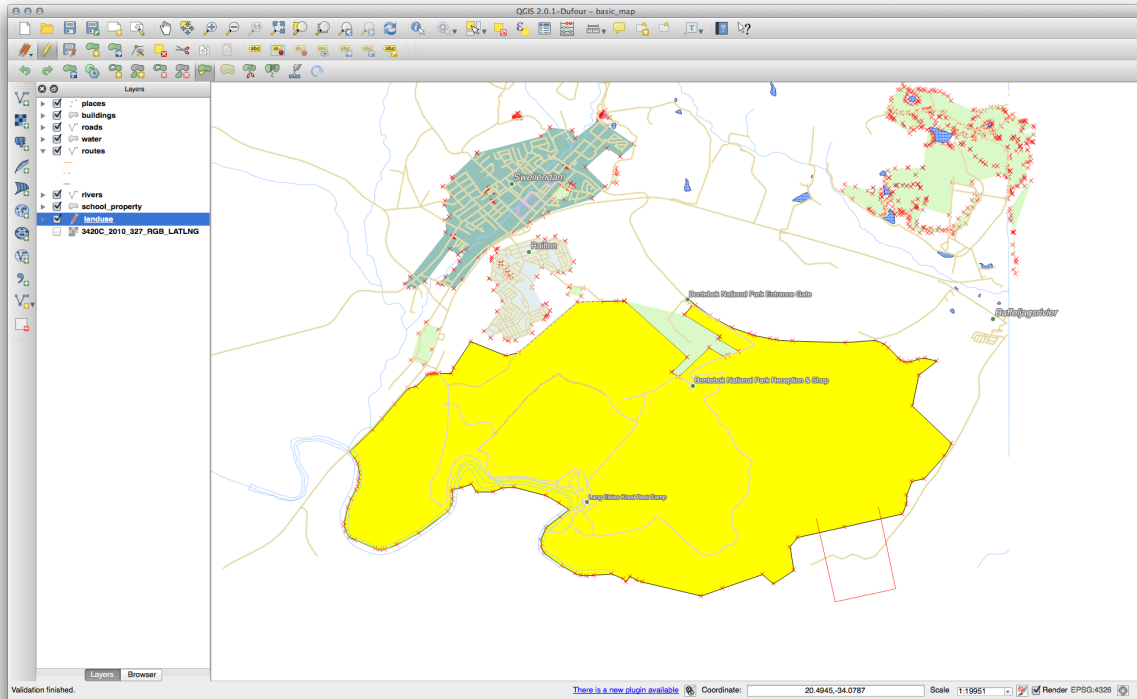 QGIS 2.0.1-Dufour - basic_map
Layers
places
buildings
roads
water
routes
rivers
school_property
landuse
3420C_2010_327_RGB_LATLNG
Swellendam
Railton
Bontebok National Park Entrance Gate
Buffeljagsrivier
Bontebok National Park Reception & Shop
Lang Elsies Kraal Rest Camp
Layers
Browser
Validation finished.
There is a new plugin available
Coordinate:
20.4945,-34.0787
Scale
1:19951
Render
EPSG:4326